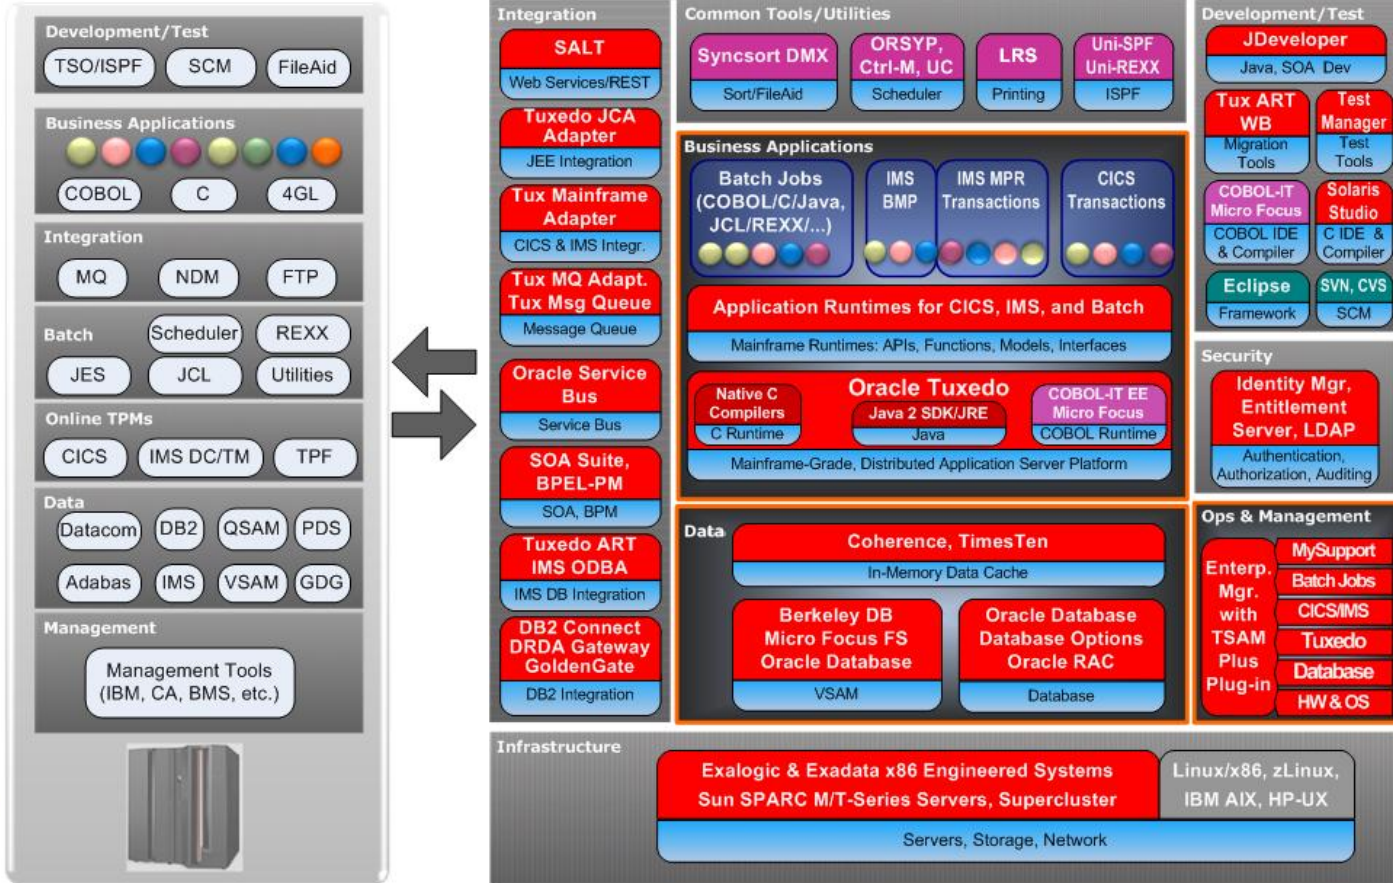 Development/Test
TSO/ISPF
SCM
FileAid
Business Applications
COBOL
C
4GL
Integration
MQ
NDM
FTP
Batch
Scheduler
REXX
JES
JCL
Utilities
Online TPMs
CICS
IMS DC/TM
TPF
Data
Datacom
DB2
QSAM
PDS
Adabas
IMS
VSAM
GDG
Management
Management Tools
(IBM, CA, BMS, etc.)
Integration
SALT
Web Services/REST
Tuxedo JCA
Adapter
JEE Integration
Tux Mainframe
Adapter
CICS & IMS Integr.
Tux MQ Adapt.
Tux Msg Queue
Message Queue
Oracle Service
Bus
Service Bus
SOA Suite,
BPEL-PM
SOA, BPM
Tuxedo ART
IMS ODBA
IMS DB Integration
DB2 Connect
DRDA Gateway
GoldenGate
DB2 Integration
Common Tools/Utilities
Syncsort DMX
Sort/FileAid
ORSYP,
Ctrl-M, UC
Scheduler
LRS
Printing
Uni-SPF
Uni-REXX
ISPF
Business Applications
Batch Jobs
(COBOL/C/Java,
JCL/REXX/...)
IMS
BMP
IMS MPR
Transactions
CICS
Transactions
Application Runtimes for CICS, IMS, and Batch
Mainframe Runtimes: APIs, Functions, Models, Interfaces
Oracle Tuxedo
Native C
Compilers
C Runtime
Java 2 SDK/JRE
Java
COBOL-IT EE
Micro Focus
COBOL Runtime
Mainframe-Grade, Distributed Application Server Platform
Data
Coherence, TimesTen
In-Memory Data Cache
Berkeley DB
Micro Focus FS
Oracle Database
VSAM
Oracle Database
Database Options
Oracle RAC
Database
Development/Test
JDeveloper
Java, SOA Dev
Tux ART
WB
Migration
Tools
Test
Manager
Test
Tools
COBOL-IT
Micro Focus
COBOL IDE
& Compiler
Solaris
Studio
C IDE &
Compiler
Eclipse
Framework
SVN, CVS
SCM
Security
Identity Mgr,
Entitlement
Server, LDAP
Authentication,
Authorization, Auditing
Ops & Management
Enterp.
Mgr.
with
TSAM
Plus
Plug-in
MySupport
Batch Jobs
CICS/IMS
Tuxedo
Database
HW & OS
Infrastructure
Exalogic & Exadata x86 Engineered Systems
Sun SPARC M/T-Series Servers, Supercluster
Linux/x86, zLinux,
IBM AIX, HP-UX
Servers, Storage, Network